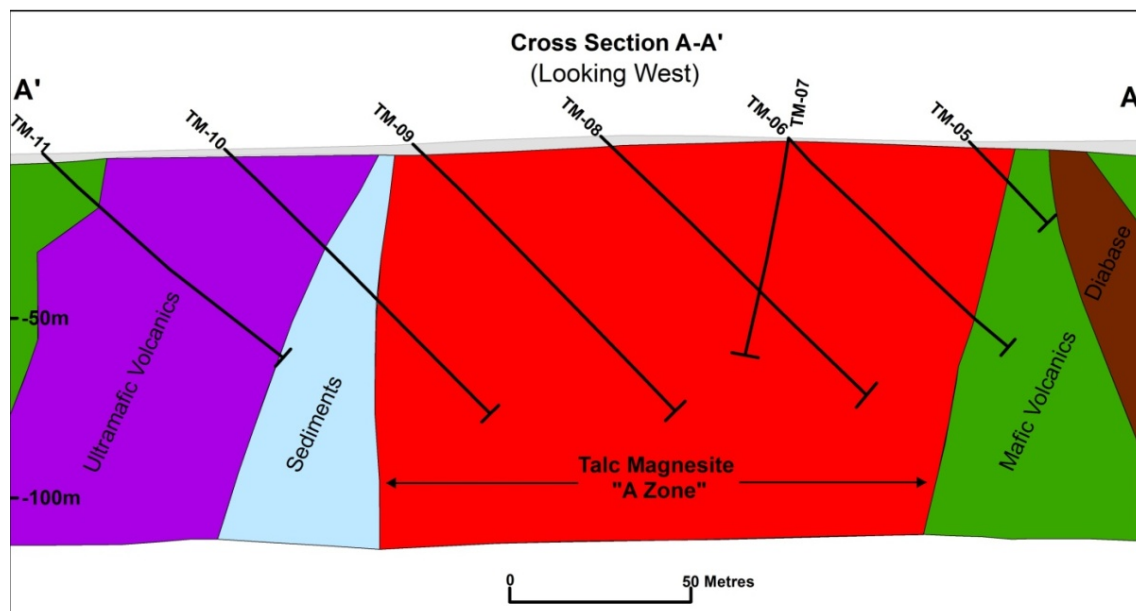 Cross Section A-A'
(Looking West)
A'
A
TM-11
TM-10
TM-09
TM-08
TM-06
TM-07
TM-05
-50m
-100m
Ultramafic Volcanics
Sediments
Talc Magnesite
"A Zone"
Mafic Volcanics
Diabase
0
50 Metres